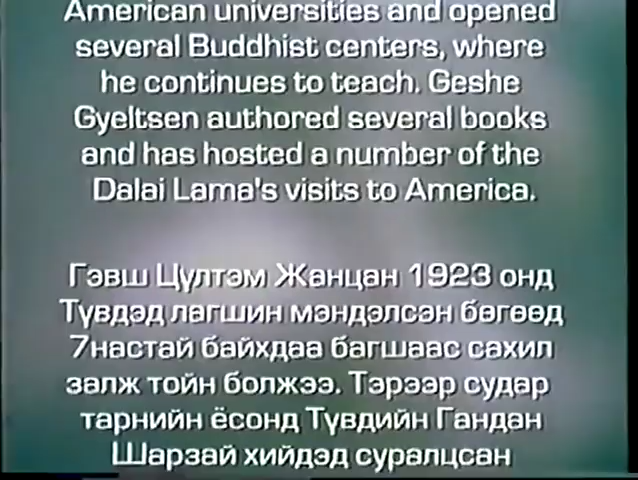 American universities and opened
several Buddhist centers, where
he continues to teach. Geshe
Gyeltsen authored several books
and has hosted a number of the
Dalai Lama's visits to America.
Гэвш Цүлтэм Жанцан 1923 онд
Түвдэд лагшин мэндэлсэн бөгөөд
7настай байхдаа багшаас сахил
залж тойн болжээ. Тэрээр судар
тарнийн ёсонд Түвдийн Гандан
Шарзай хийдэд суралцсан